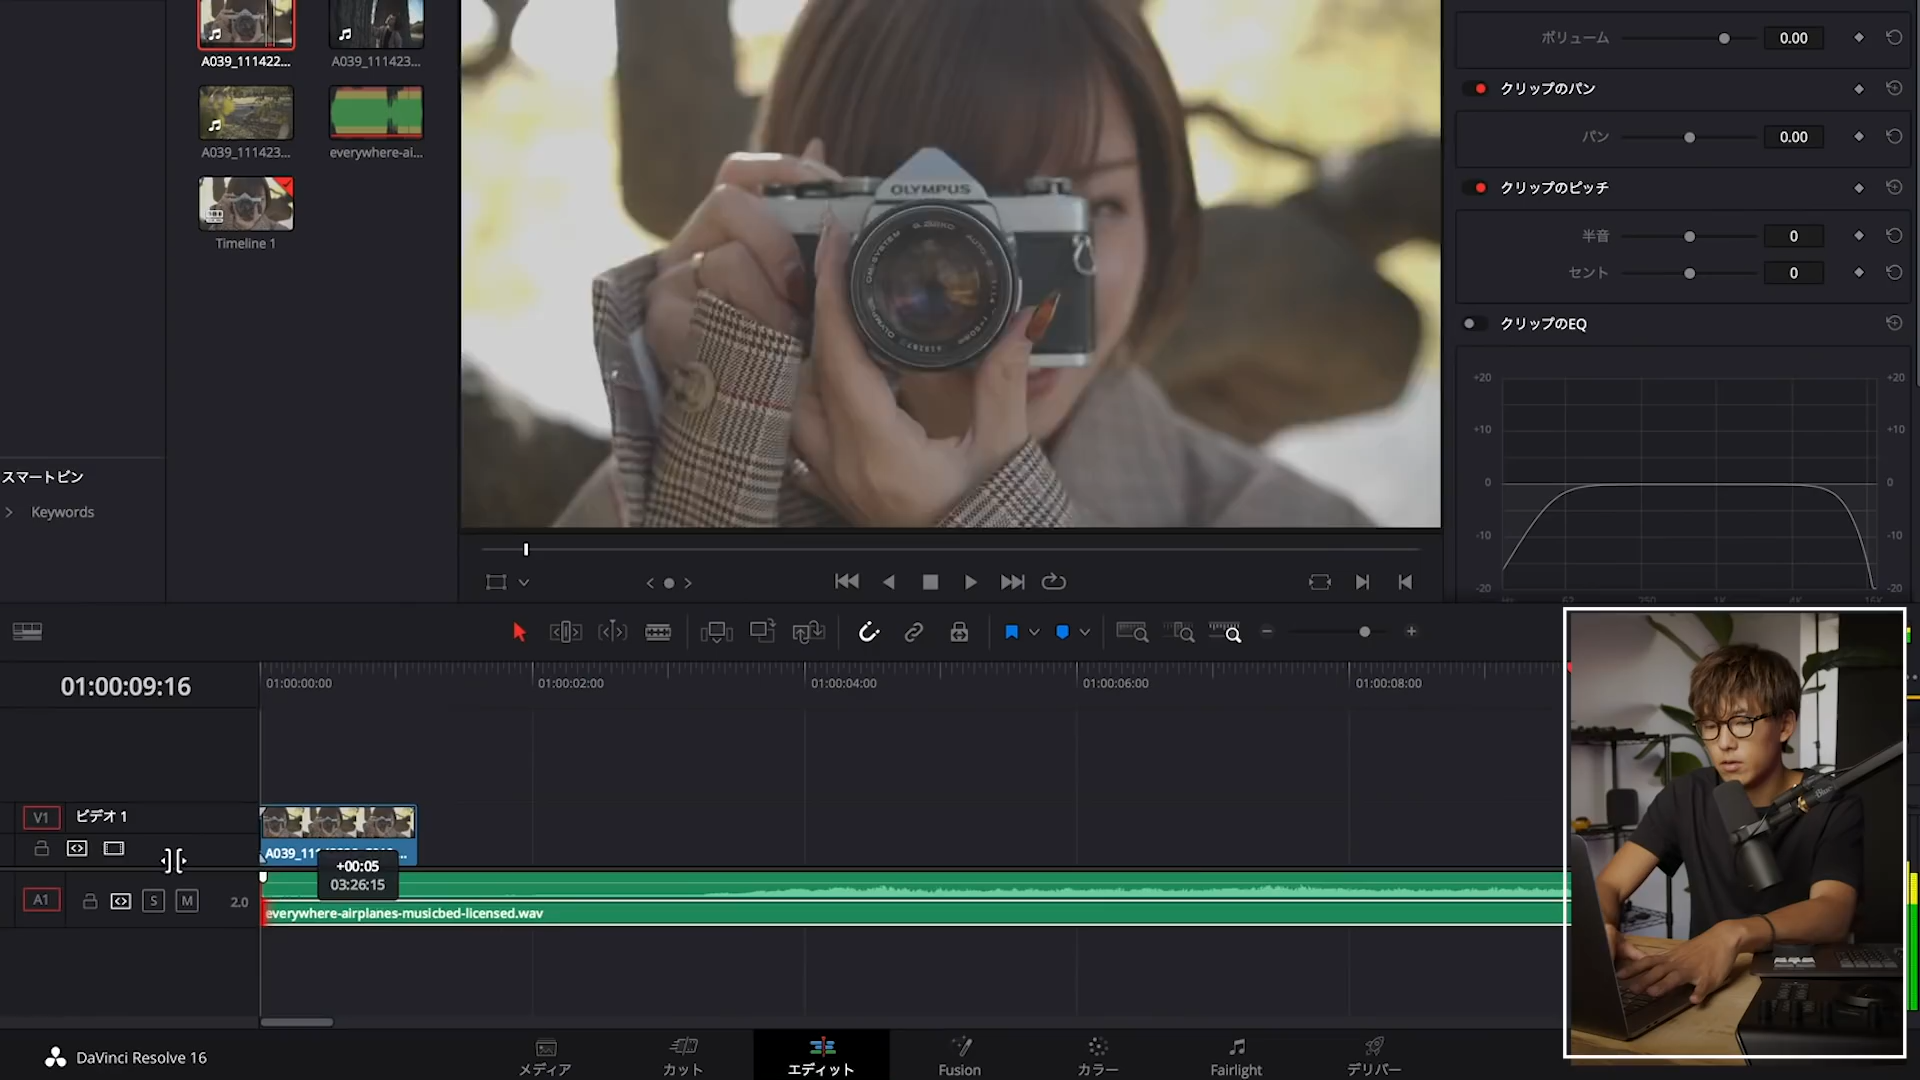 A039_111422...
A039_111423...
A039_111423...
everywhere-ai...
Timeline 1
スマートビン
Keywords
OLYMPUS
ボリューム
0.00
クリップのパン
パン
0.00
クリップのピッチ
半音
0
セント
0
クリップのEQ
+20
+20
+10
+10
0
0
-10
-10
-20
-20
01:00:09:16
01:00:00:00
01:00:02:00
01:00:04:00
01:00:06:00
01:00:08:00
V1
ビデオ 1
+00:05
03:26:15
A1
S
M
2.0
everywhere-airplanes-musicbed-licensed.wav
DaVinci Resolve 16
メディア
カット
エディット
Fusion
カラー
Fairlight
デリバー